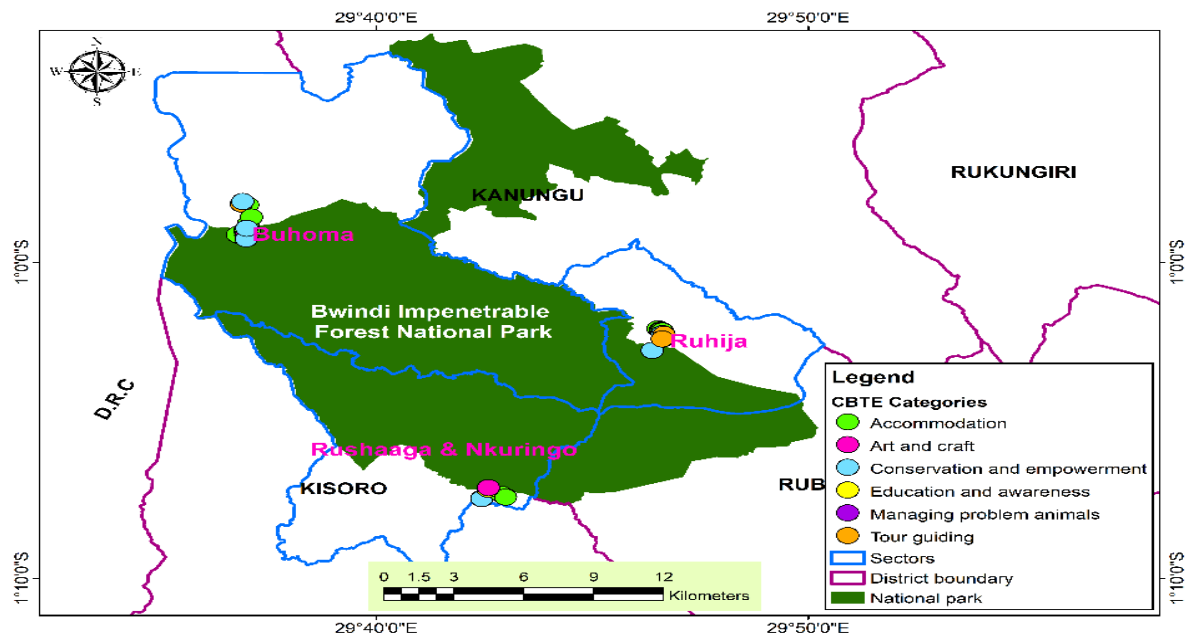 29°40'0"E
29°50'0"E
N
W
E
S
KANUNGU
RUKUNGIRI
Buhoma
1°0'0"S
1°0'0"S
Bwindi Impenetrable
Forest National Park
Ruhija
D.R.C
Rushaaga & Nkuringo
KISORO
RUB
Legend
CBTE Categories
Accommodation
Art and craft
Conservation and empowerment
Education and awareness
Managing problem animals
Tour guiding
Sectors
District boundary
National park
1°10'0"S
1°10'0"S
0 1.5 3 6 9 12
Kilometers
29°40'0"E
29°50'0"E